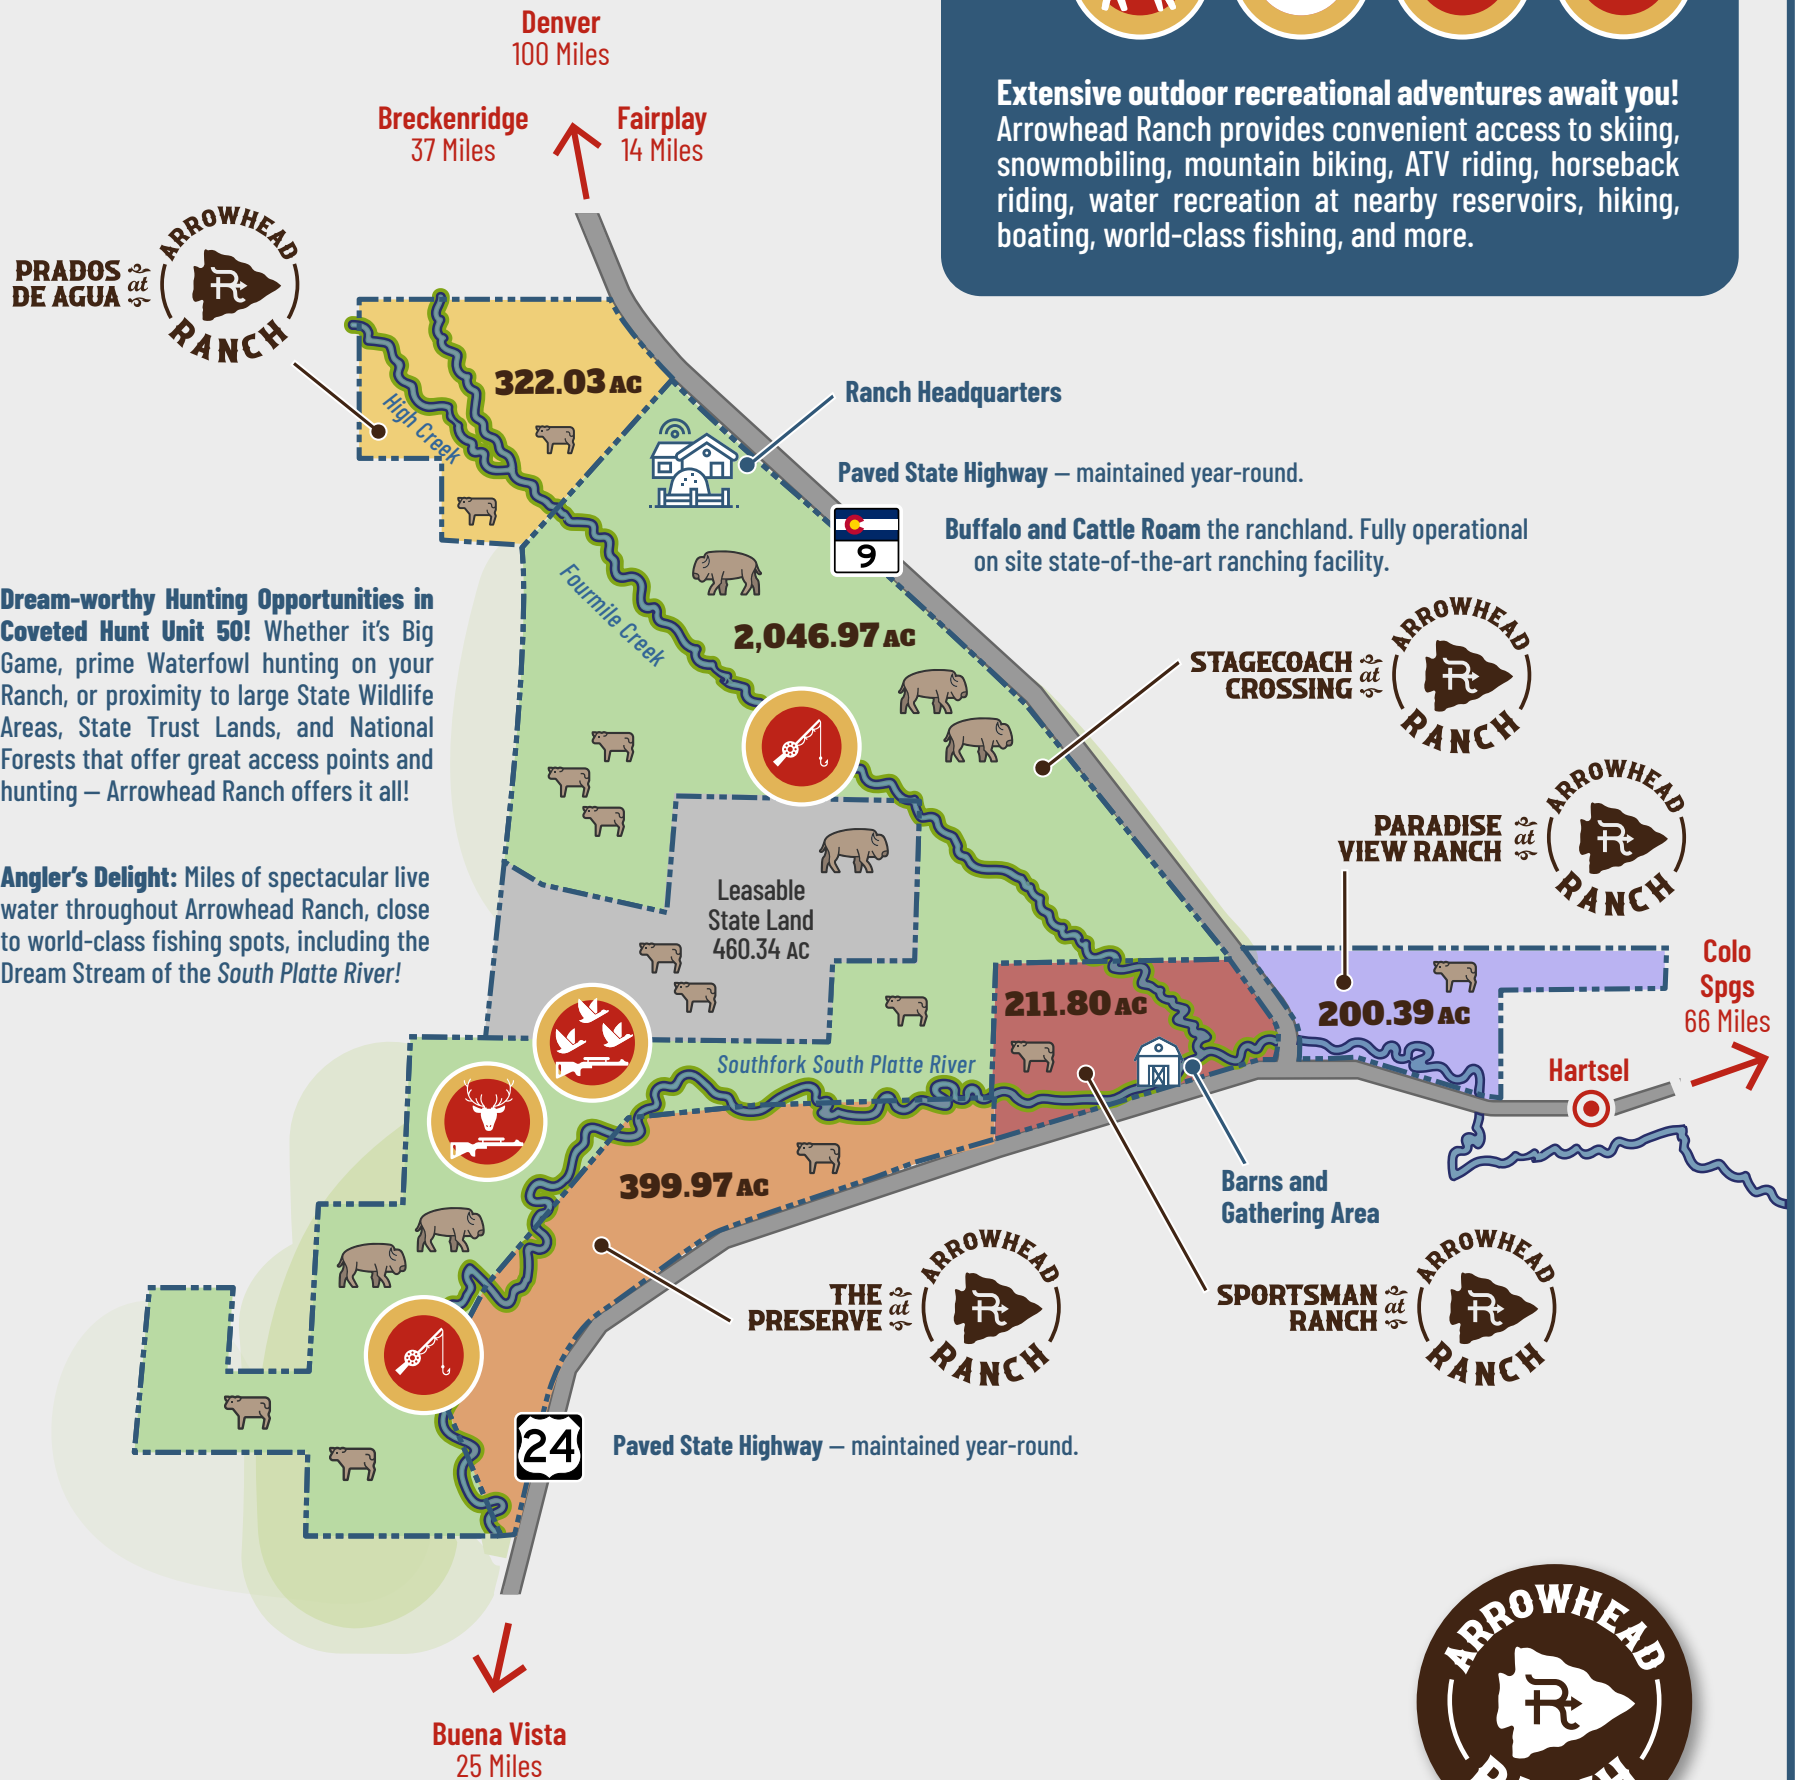 Denver
100 Miles
Breckenridge
37 Miles
Fairplay
14 Miles
Extensive outdoor recreational adventures await you!
Arrowhead Ranch provides convenient access to skiing,
snowmobiling, mountain biking, ATV riding, horseback
riding, water recreation at nearby reservoirs, hiking,
boating, world-class fishing, and more.
PRADOS
DE AGUA
at
ARROWHEAD
R
RANCH
322.03 AC
High Creek
Ranch Headquarters
Paved State Highway – maintained year-round.
C
9
Buffalo and Cattle Roam the ranchland. Fully operational
on site state-of-the-art ranching facility.
Fourmile Creek
2,046.97 AC
Dream-worthy Hunting Opportunities in
Coveted Hunt Unit 50! Whether it's Big
Game, prime Waterfowl hunting on your
Ranch, or proximity to large State Wildlife
Areas, State Trust Lands, and National
Forests that offer great access points and
hunting – Arrowhead Ranch offers it all!
STAGECOACH
CROSSING
at
ARROWHEAD
R
RANCH
PARADISE
VIEW RANCH
at
ARROWHEAD
R
RANCH
Angler's Delight: Miles of spectacular live
water throughout Arrowhead Ranch, close
to world-class fishing spots, including the
Dream Stream of the South Platte River!
Leasable
State Land
460.34 AC
211.80 AC
200.39 AC
Colo
Spgs
66 Miles
Hartsel
Southfork South Platte River
399.97 AC
Barns and
Gathering Area
THE
PRESERVE
at
ARROWHEAD
R
RANCH
SPORTSMAN
RANCH
at
ARROWHEAD
R
RANCH
24
Paved State Highway – maintained year-round.
Buena Vista
25 Miles
ARROWHEAD
R
RANCH